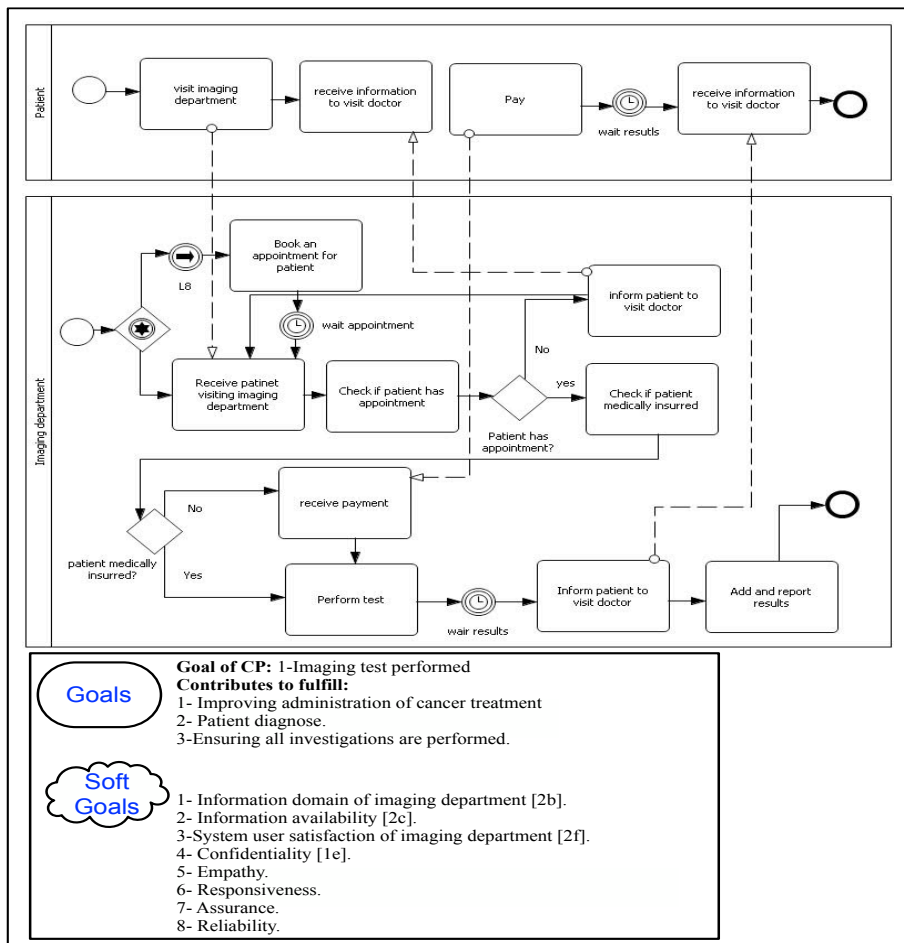 Patient
visit imaging
department
receive information
to visit doctor
Pay
wait resutls
receive information
to visit doctor
Imaging department
L8
Book an
appointment for
patient
wait appointment
inform patient to
visit doctor
No
Receive patinet
visiting imaging
department
Check if patient has
appointment
yes
Check if patient
medically insurred
Patient has
appointment?
No
receive payment
patient medically
insurred?
Yes
Perform test
wair results
Inform patient to
visit doctor
Add and report
results
Goals
Goal of CP: 1-Imaging test performed
Contributes to fulfill:
1- Improving administration of cancer treatment
2- Patient diagnose.
3-Ensuring all investigations are performed.
Soft
Goals
1- Information domain of imaging department [2b].
2- Information availability [2c].
3-System user satisfaction of imaging department [2f].
4- Confidentiality [1e].
5- Empathy.
6- Responsiveness.
7- Assurance.
8- Reliability.